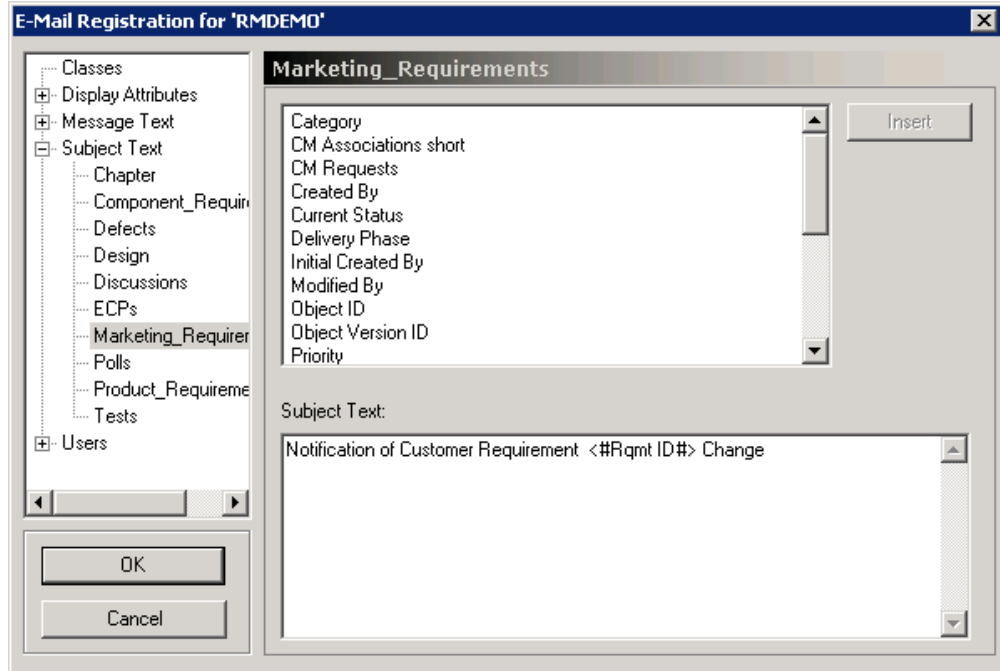 E-Mail Registration for 'RMDEMO'
Classes
Display Attributes
Message Text
Subject Text
Chapter
Component_Requir
Defects
Design
Discussions
ECPs
Marketing_Requirer
Polls
Product_Requireme
Tests
Users
OK
Cancel
Marketing_Requirements
Category
CM Associations short
CM Requests
Created By
Current Status
Delivery Phase
Initial Created By
Modified By
Object ID
Object Version ID
Priority
Insert
Subject Text:
Notification of Customer Requirement <#Rqmt ID#> Change